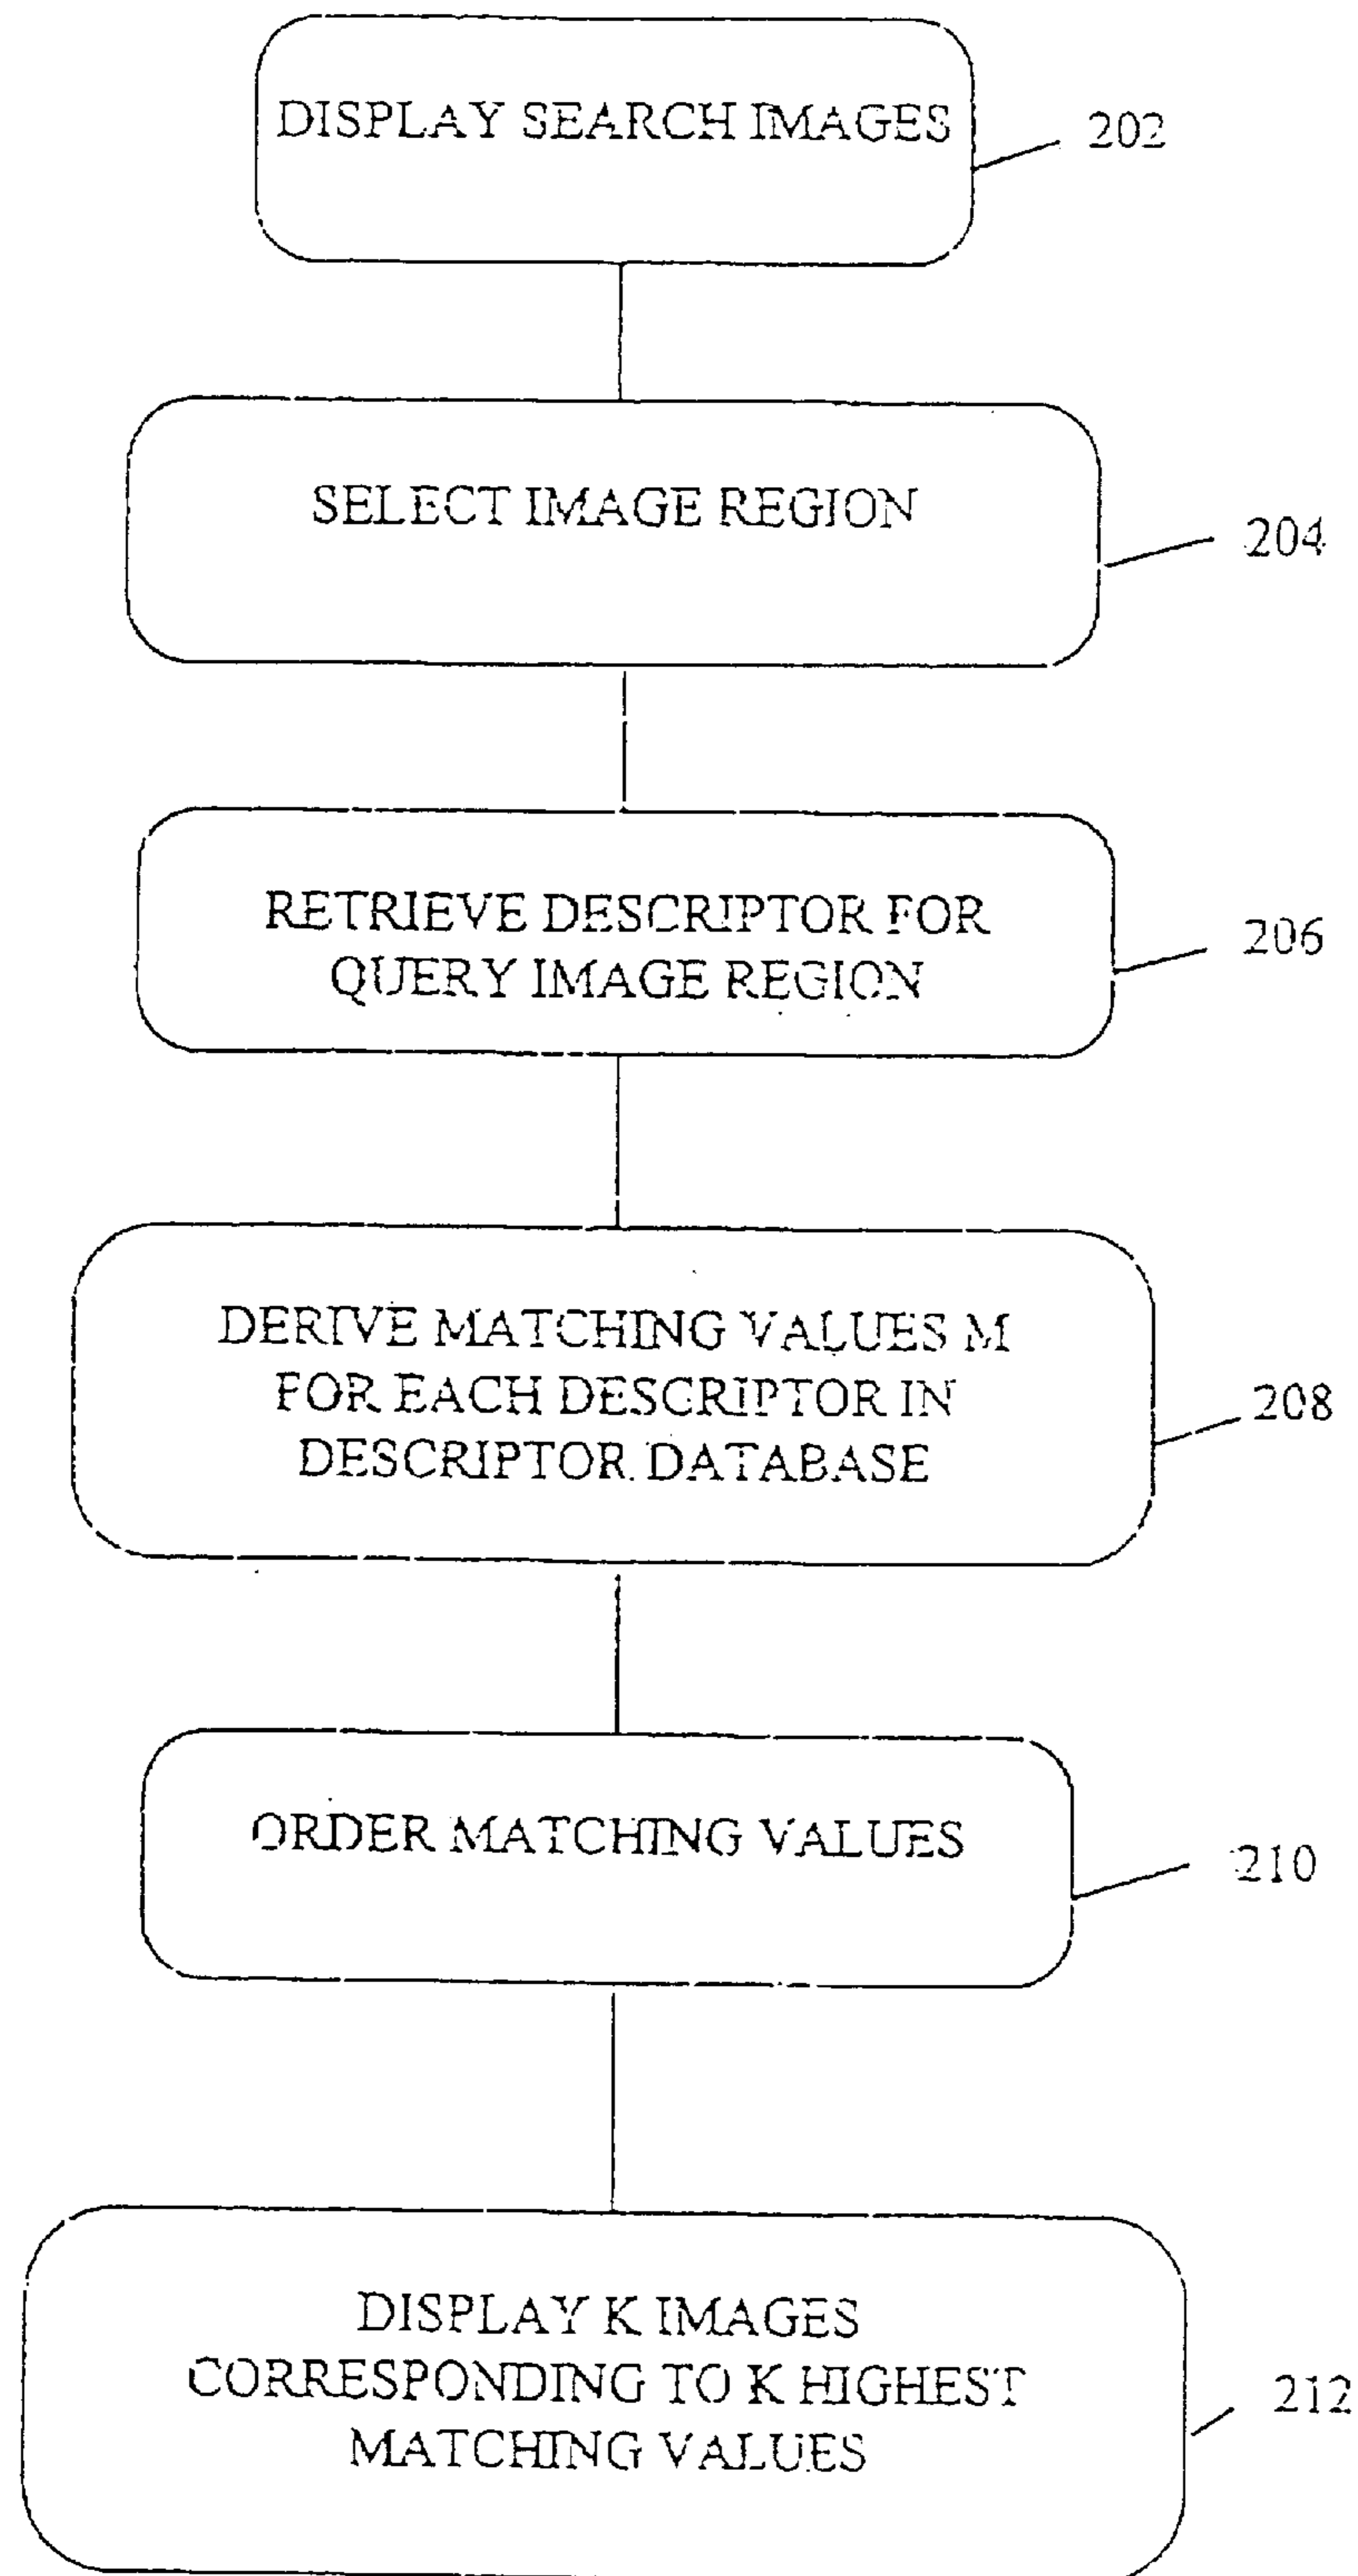 DISPLAY SEARCH IMAGES
202
SELECT IMAGE REGION
204
RETRIEVE DESCRIPTOR FOR
QUERY IMAGE REGION
206
DERIVE MATCHING VALUES M
FOR EACH DESCRIPTOR IN
DESCRIPTOR DATABASE
208
ORDER MATCHING VALUES
210
DISPLAY K IMAGES
CORRESPONDING TO K HIGHEST
MATCHING VALUES
212